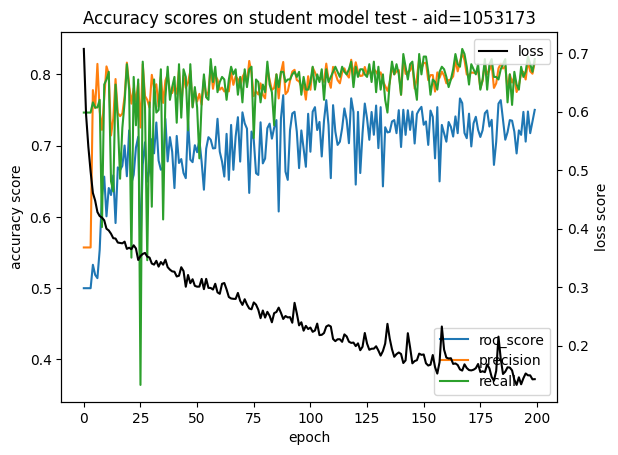 Accuracy scores on student model test - aid=1053173
loss
accuracy score
0.8
0.7
0.6
0.5
0.4
0.7
0.6
0.5
0.4
0.3
0.2
loss score
roc_score
precision
recall
0 25 50 75 100 125 150 175 200
epoch